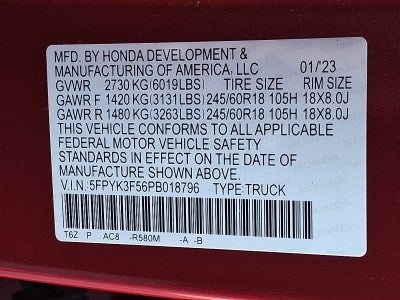 MFD. BY HONDA DEVELOPMENT & 01/'23
MANUFACTURING OF AMERICA, LLC
GVWR 2730 KG (6019LBS) TIRE SIZE RIM SIZE
GAWR F 1420 KG (3131LBS) 245/60R18 105H 18X8.0J
GAWR R 1480 KG (3263LBS) 245/60R18 105H 18X8.0J
THIS VEHICLE CONFORMS TO ALL APPLICABLE
FEDERAL MOTOR VEHICLE SAFETY
STANDARDS IN EFFECT ON THE DATE OF
MANUFACTURE SHOWN ABOVE.
V.I.N. 5FPYK3F56PB018796 TYPE TRUCK
T6Z P AC8 -R580M -A -B